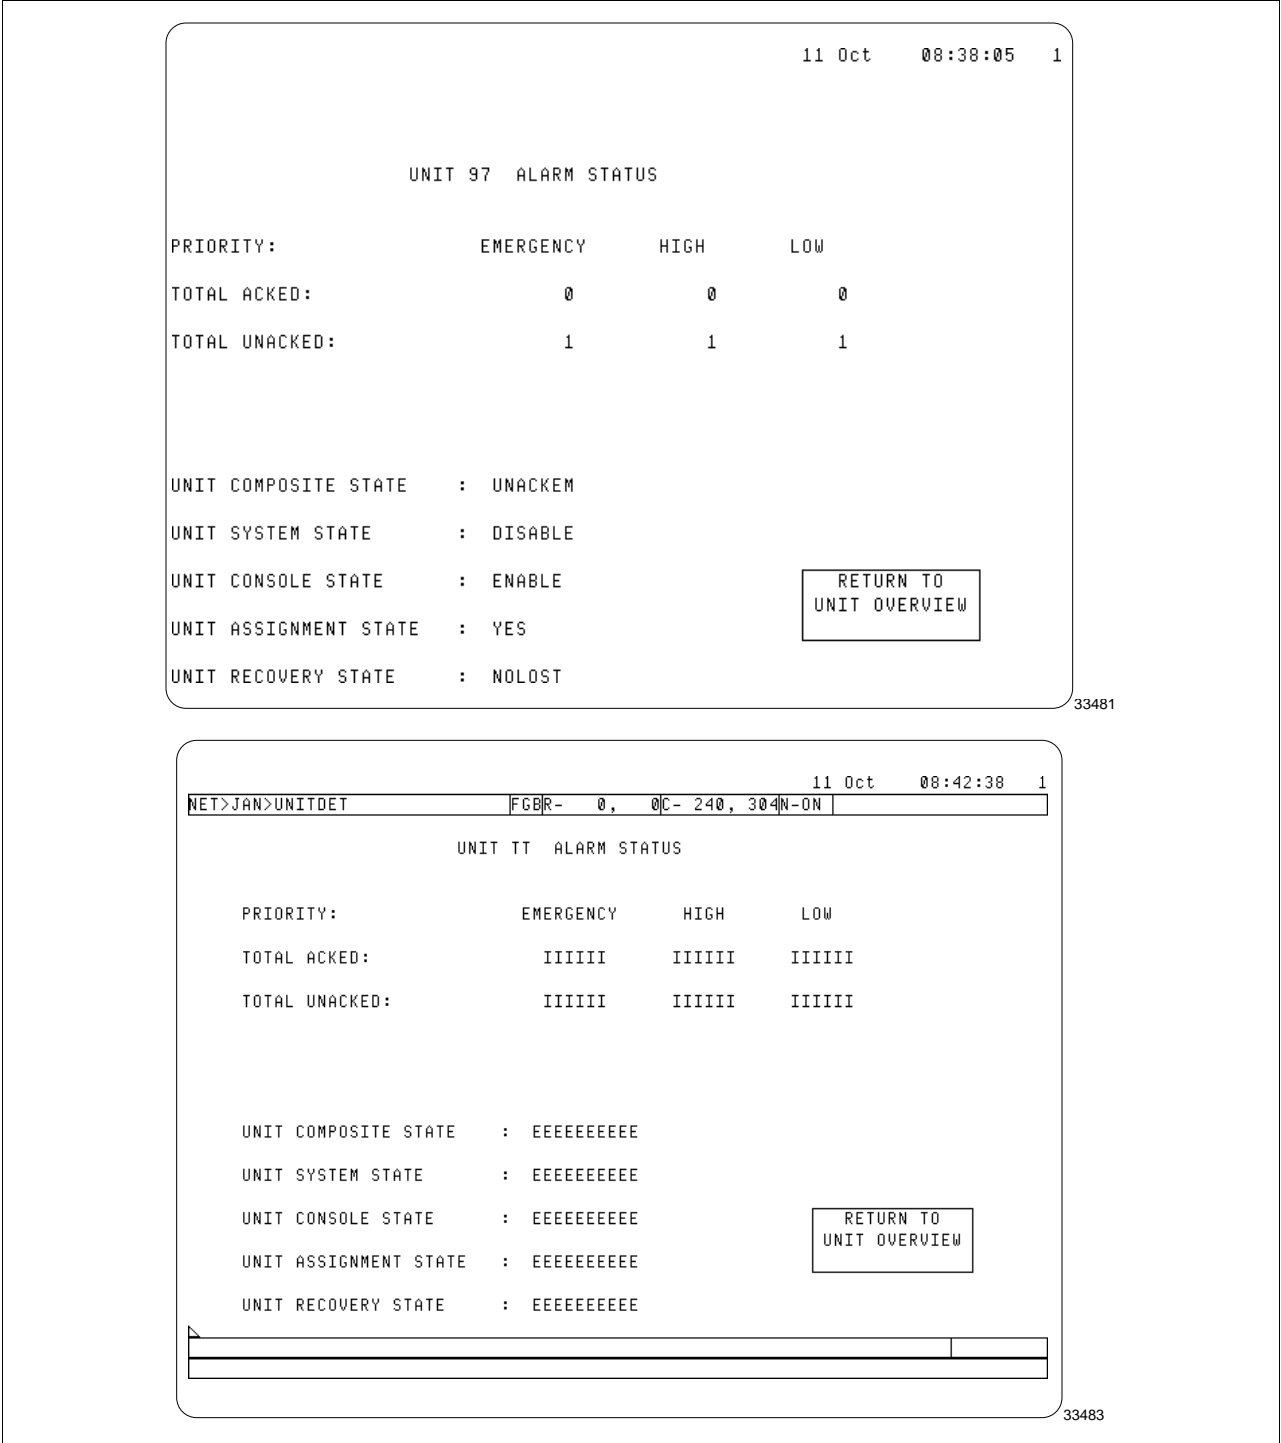 11 Oct 08:38:05 1
UNIT 97 ALARM STATUS
PRIORITY: EMERGENCY HIGH LOW
TOTAL ACKED: 0 0 0
TOTAL UNACKED: 1 1 1
UNIT COMPOSITE STATE : UNACKEM
UNIT SYSTEM STATE : DISABLE
UNIT CONSOLE STATE : ENABLE
RETURN TO
UNIT OVERVIEW
UNIT ASSIGNMENT STATE : YES
UNIT RECOVERY STATE : NOLOST
33481
11 Oct 08:42:38 1
NET>JAN>UNITDET FGBR- 0, 0C- 240, 304N-ON
UNIT TT ALARM STATUS
PRIORITY: EMERGENCY HIGH LOW
TOTAL ACKED: IIIIII IIIIII IIIIII
TOTAL UNACKED: IIIIII IIIIII IIIIII
UNIT COMPOSITE STATE : EEEEEEEEEE
UNIT SYSTEM STATE : EEEEEEEEEE
UNIT CONSOLE STATE : EEEEEEEEEE
RETURN TO
UNIT OVERVIEW
UNIT ASSIGNMENT STATE : EEEEEEEEEE
UNIT RECOVERY STATE : EEEEEEEEEE
33483